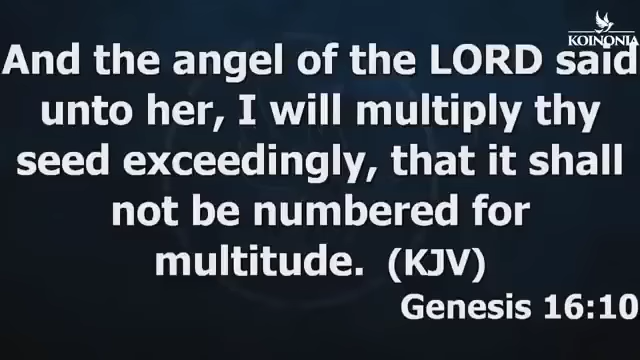 KOINONIA
And the angel of the LORD said
unto her, I will multiply thy
seed exceedingly, that it shall
not be numbered for
multitude. (KJV)
Genesis 16:10